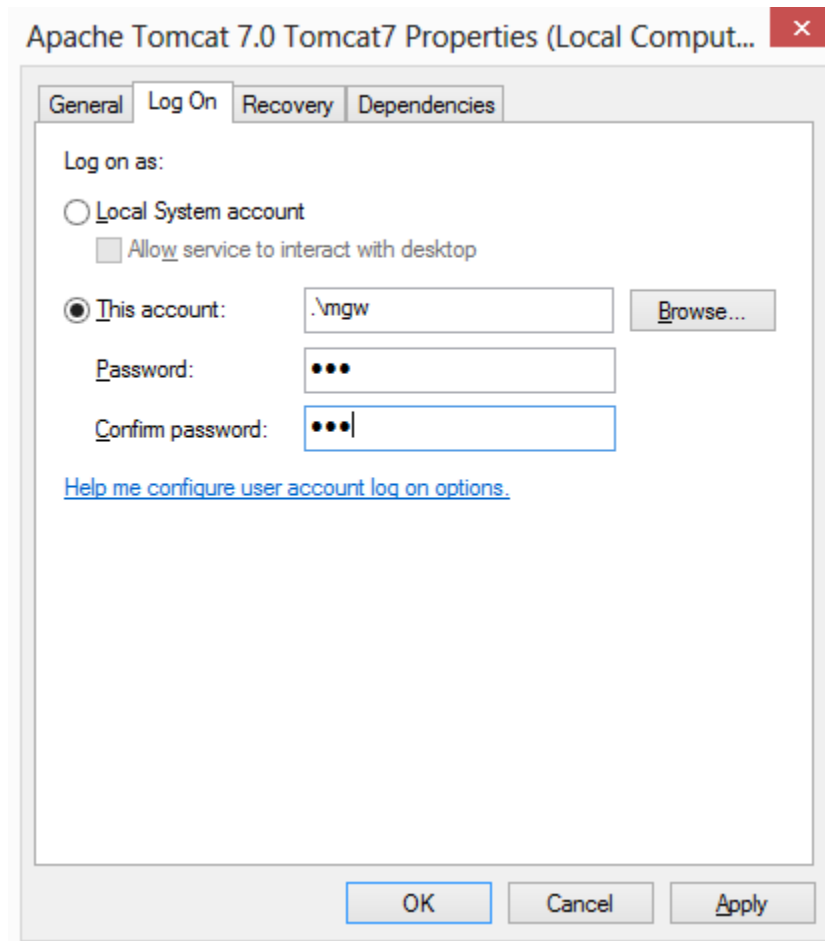 Apache Tomcat 7.0 Tomcat7 Properties (Local Comput...
General Log On Recovery Dependencies
Log on as:
Local System account
Allow service to interact with desktop
This account: .\mgw Browse...
Password: •••
Confirm password: •••
Help me configure user account log on options.
OK Cancel Apply